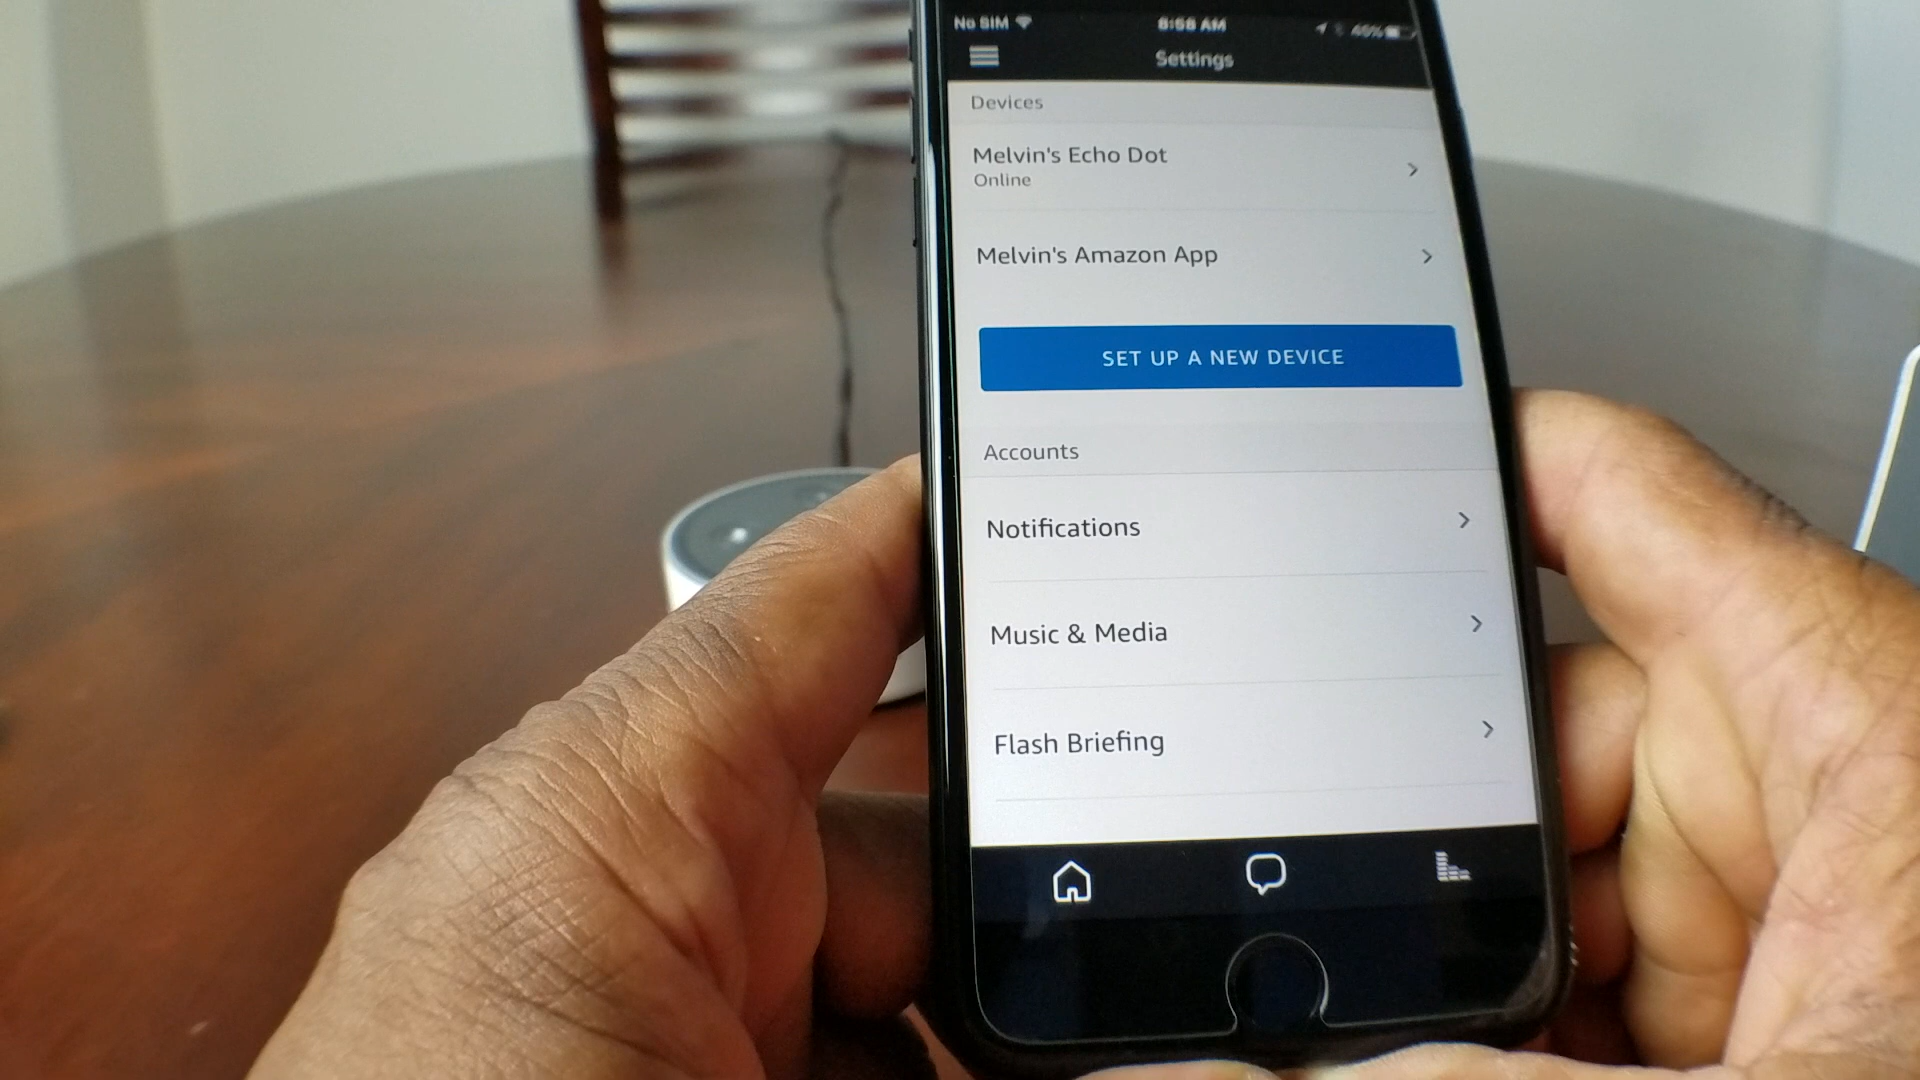 No SIM 8:58 AM 46%
Settings
Devices
Melvin's Echo Dot
Online
Melvin's Amazon App
SET UP A NEW DEVICE
Accounts
Notifications
Music & Media
Flash Briefing